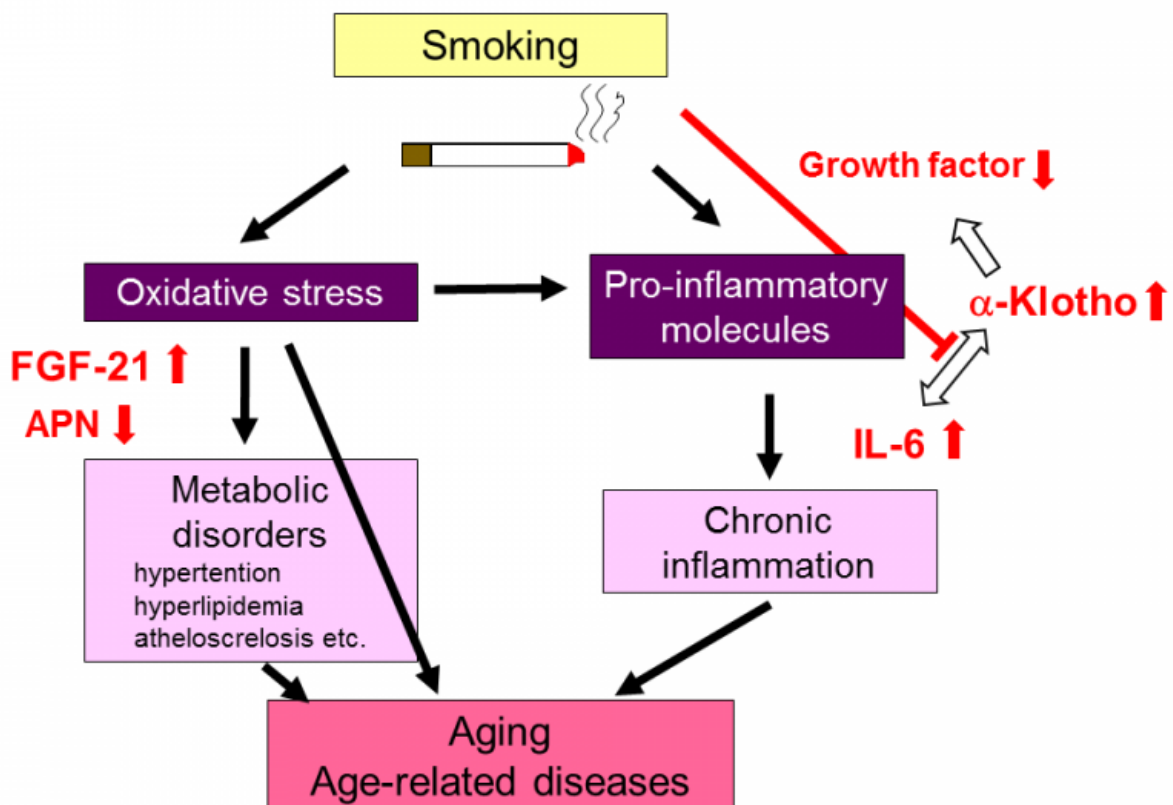 Smoking
Growth factor ⬇
Oxidative stress
Pro-inflammatory
molecules
α-Klotho ⬆
FGF-21 ⬆
APN ⬇
IL-6 ⬆
Metabolic
disorders
hypertention
hyperlipidemia
atheloscrelosis etc.
Chronic
inflammation
Aging
Age-related diseases